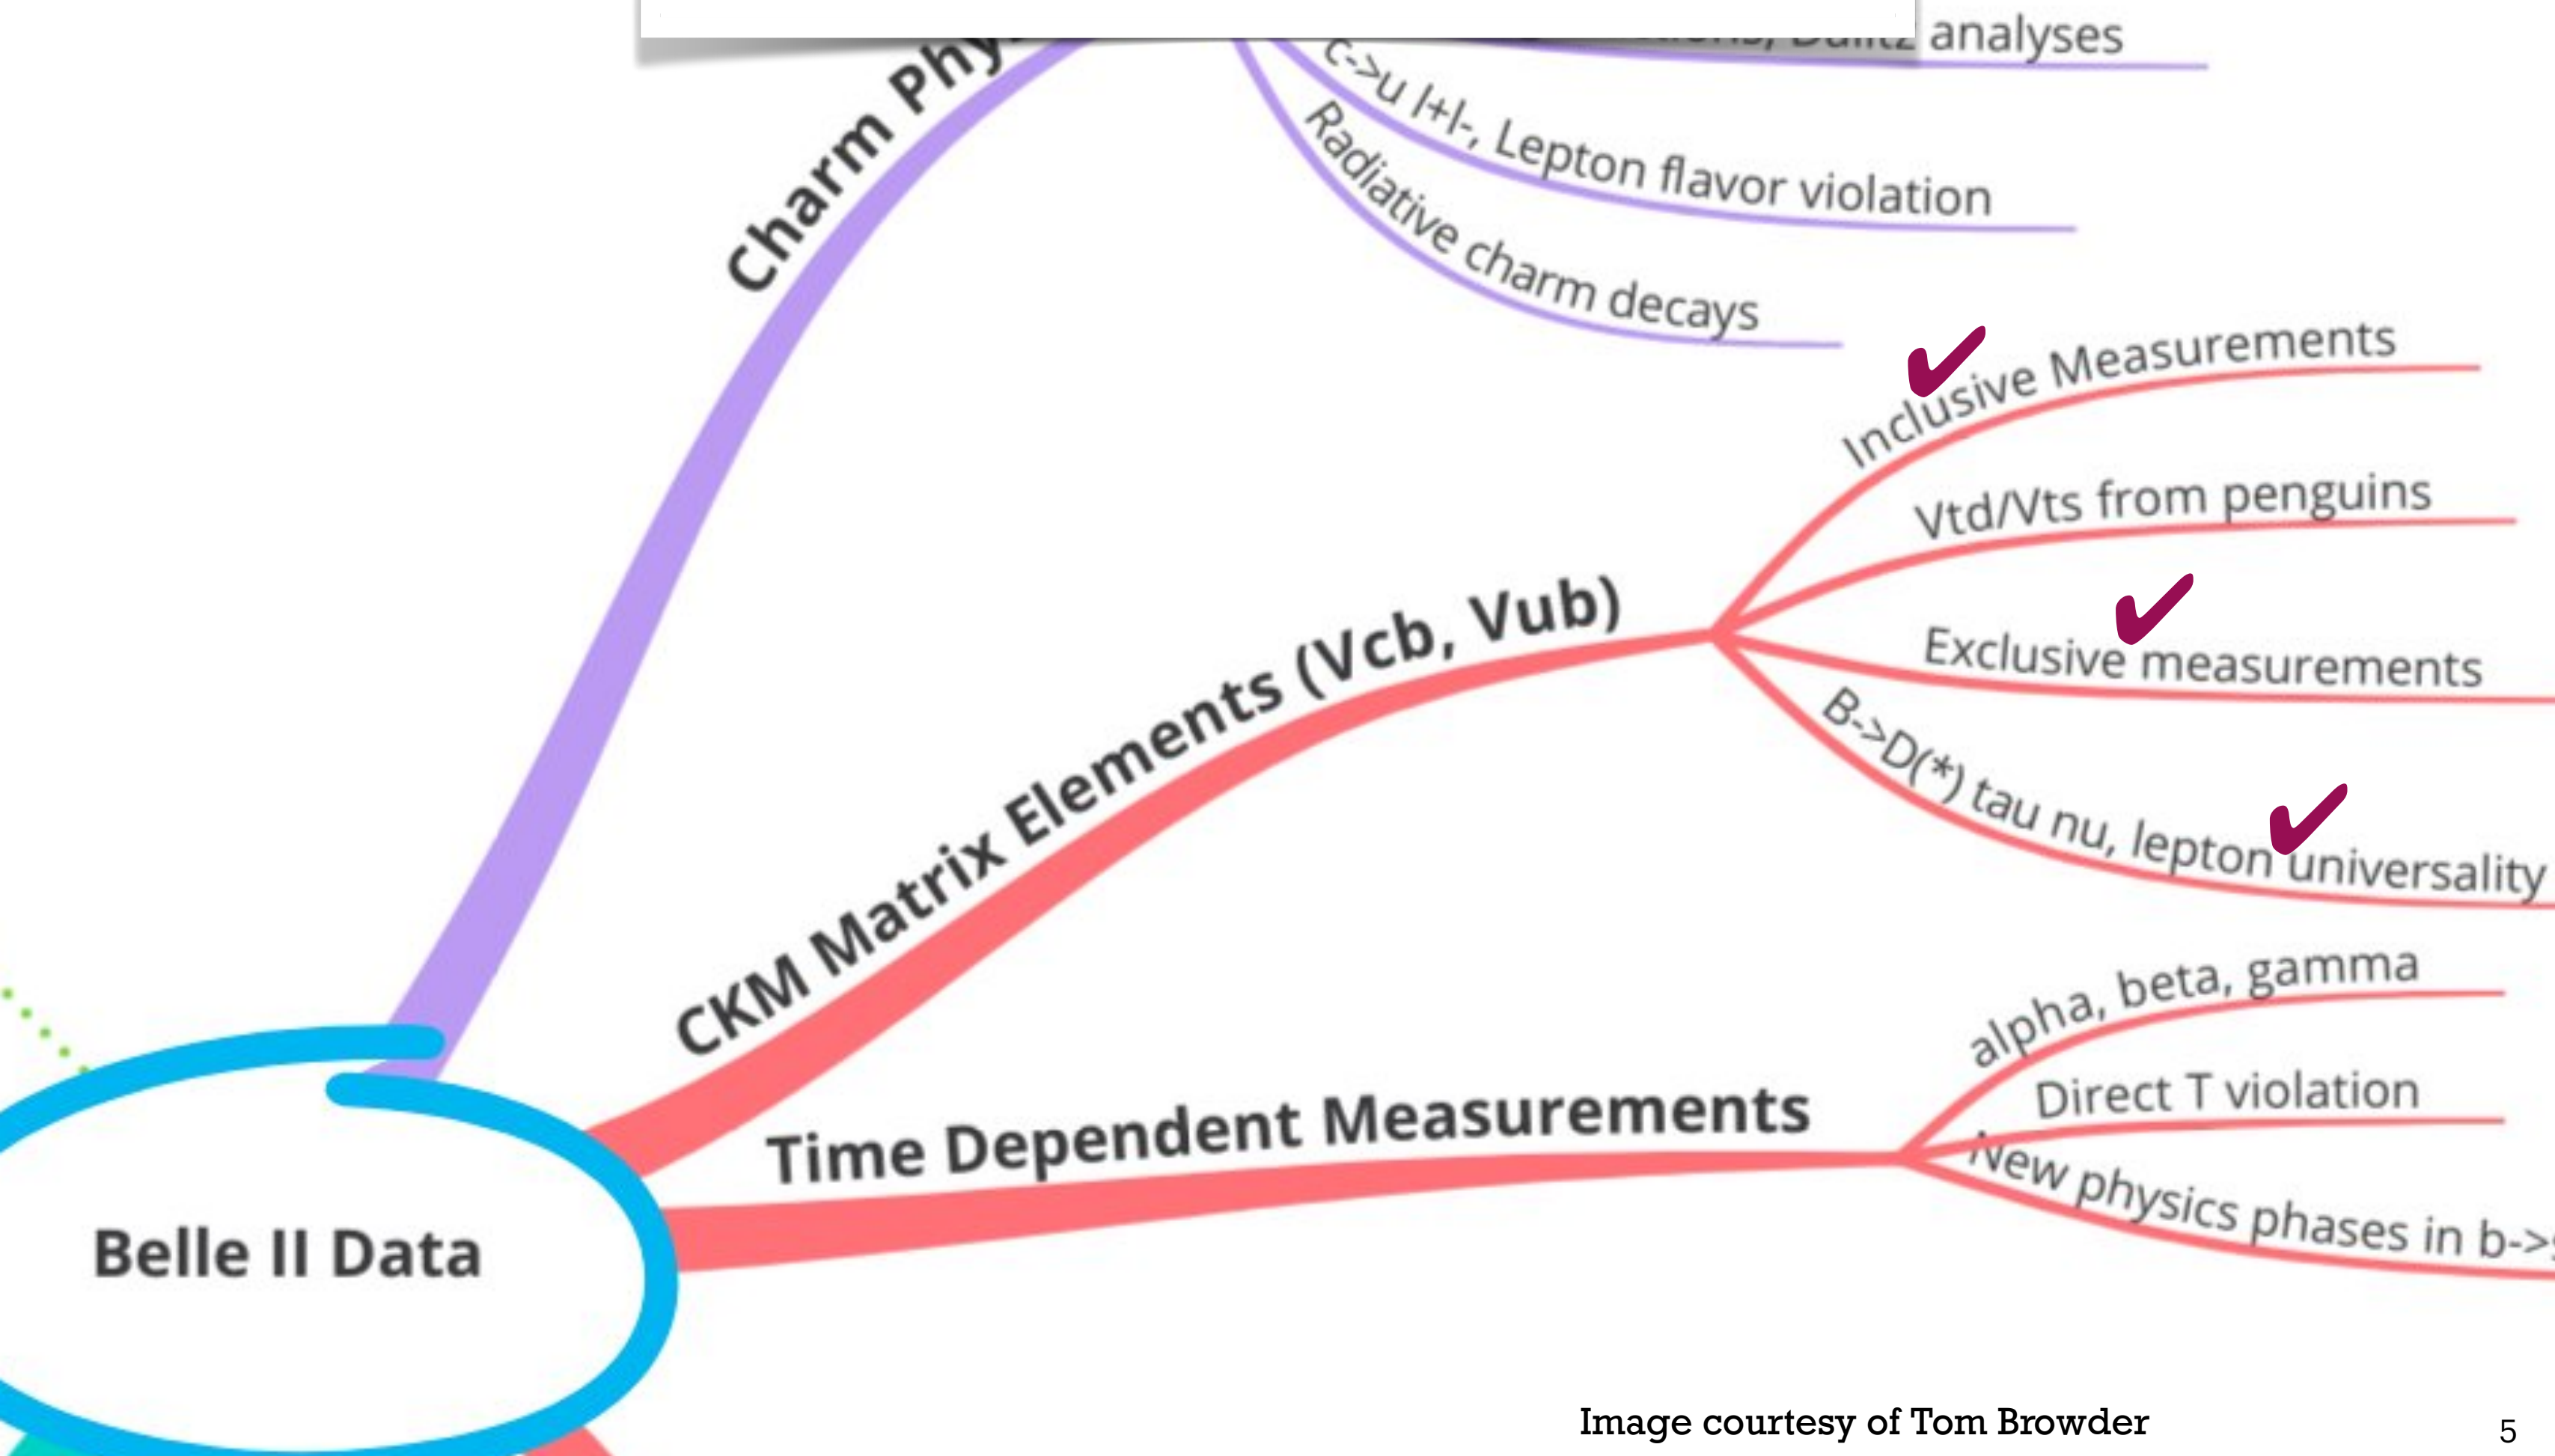 analyses
c->u l+l-, Lepton flavor violation
Radiative charm decays
Charm
Inclusive Measurements
Vtd/Vts from penguins
Exclusive measurements
B->D(*) tau nu, lepton universality
CKM Matrix Elements (Vcb, Vub)
alpha, beta, gamma
Direct T violation
New physics phases in b->
Time Dependent Measurements
Belle II Data
Image courtesy of Tom Browder
5